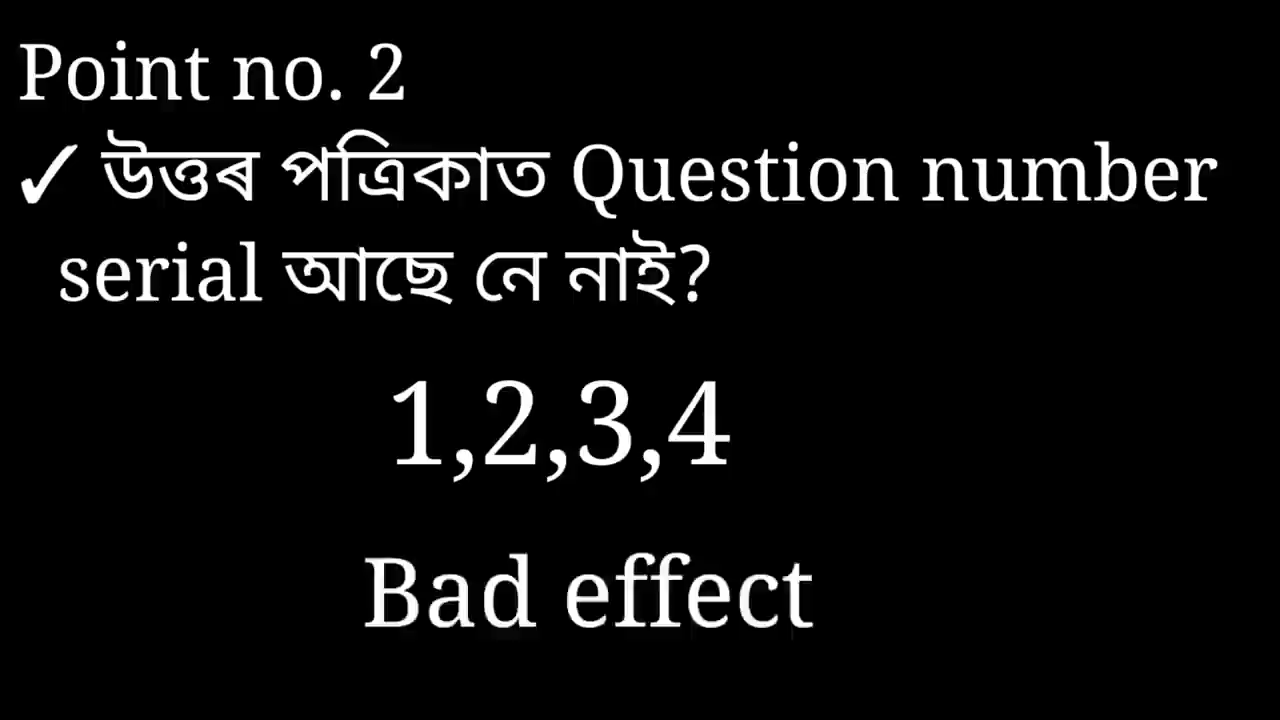 Point no. 2
✓ উত্তৰ পত্ৰিকাত Question number
serial আছে নে নাই?
1,2,3,4
Bad effect